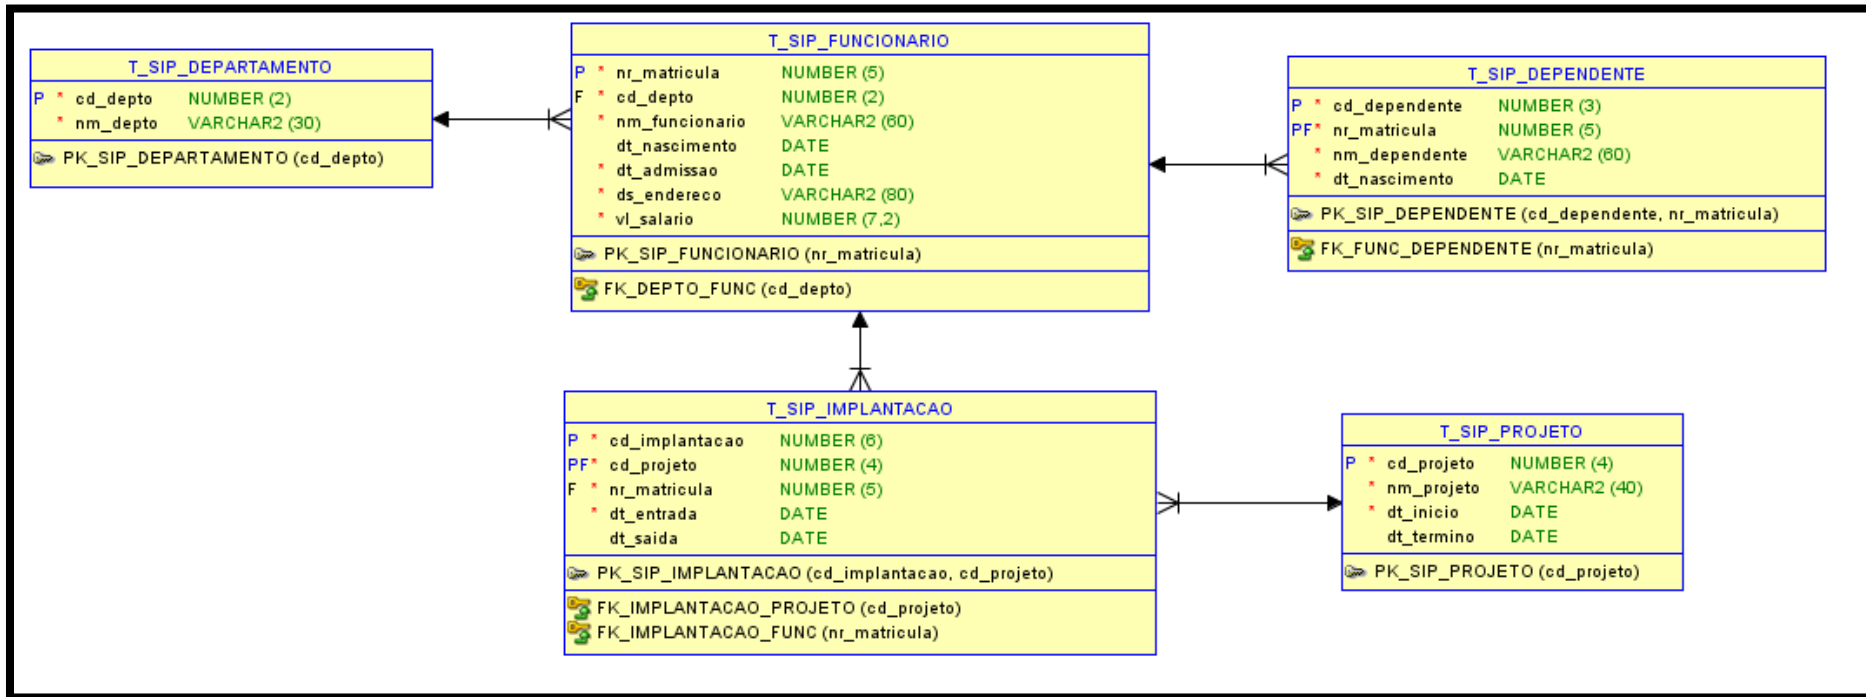 T_SIP_DEPARTAMENTO
P * cd_depto NUMBER (2)
* nm_depto VARCHAR2 (30)
PK_SIP_DEPARTAMENTO (cd_depto)
T_SIP_FUNCIONARIO
P * nr_matricula NUMBER (5)
F * cd_depto NUMBER (2)
* nm_funcionario VARCHAR2 (60)
dt_nascimento DATE
* dt_admissao DATE
* ds_endereco VARCHAR2 (80)
* vl_salario NUMBER (7,2)
PK_SIP_FUNCIONARIO (nr_matricula)
FK_DEPTO_FUNC (cd_depto)
T_SIP_DEPENDENTE
P * cd_dependente NUMBER (3)
PF* nr_matricula NUMBER (5)
* nm_dependente VARCHAR2 (60)
* dt_nascimento DATE
PK_SIP_DEPENDENTE (cd_dependente, nr_matricula)
FK_FUNC_DEPENDENTE (nr_matricula)
T_SIP_IMPLANTACAO
P * cd_implantacao NUMBER (6)
PF* cd_projeto NUMBER (4)
F * nr_matricula NUMBER (5)
* dt_entrada DATE
dt_saida DATE
PK_SIP_IMPLANTACAO (cd_implantacao, cd_projeto)
FK_IMPLANTACAO_PROJETO (cd_projeto)
FK_IMPLANTACAO_FUNC (nr_matricula)
T_SIP_PROJETO
P * cd_projeto NUMBER (4)
* nm_projeto VARCHAR2 (40)
* dt_inicio DATE
dt_termino DATE
PK_SIP_PROJETO (cd_projeto)